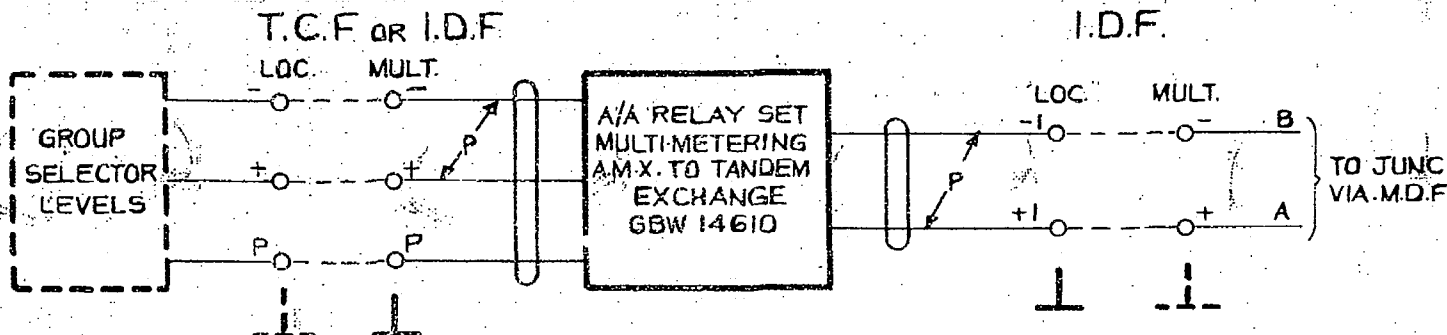 T.C.F OR I.D.F
I.D.F.
LOC. MULT.
LOC. MULT.
- -
+ +
P P
P
GROUP
SELECTOR
LEVELS
A/A RELAY SET
MULTI-METERING
A.M.X. TO TANDEM
EXCHANGE
GBW 14610
P
-1 - B
+1 + A
TO JUNC
VIA.M.D.F